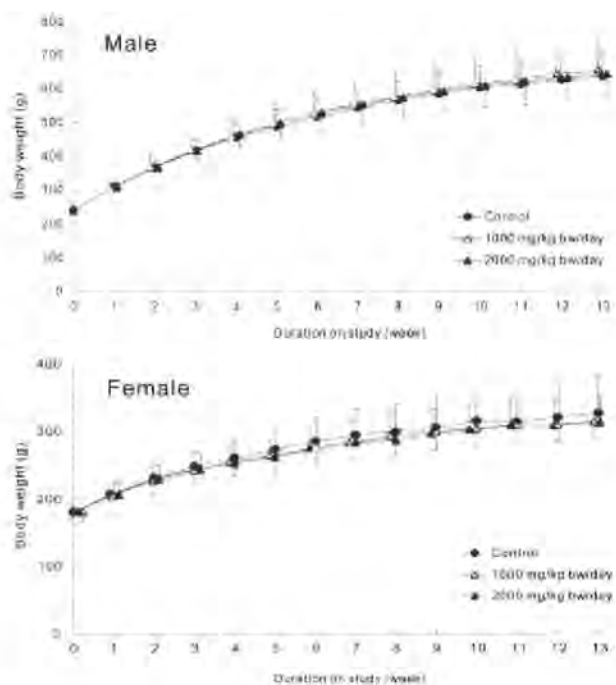 Male
Body weight (g)
800
700
600
500
400
300
200
100
0
Control
1000 mg/kg bw/day
2000 mg/kg bw/day
0 1 2 3 4 5 6 7 8 9 10 11 12 13
Duration on study (week)
Female
Body weight (g)
400
300
200
100
0
Control
1000 mg/kg bw/day
2000 mg/kg bw/day
0 1 2 3 4 5 6 7 8 9 10 11 12 13
Duration on study (week)